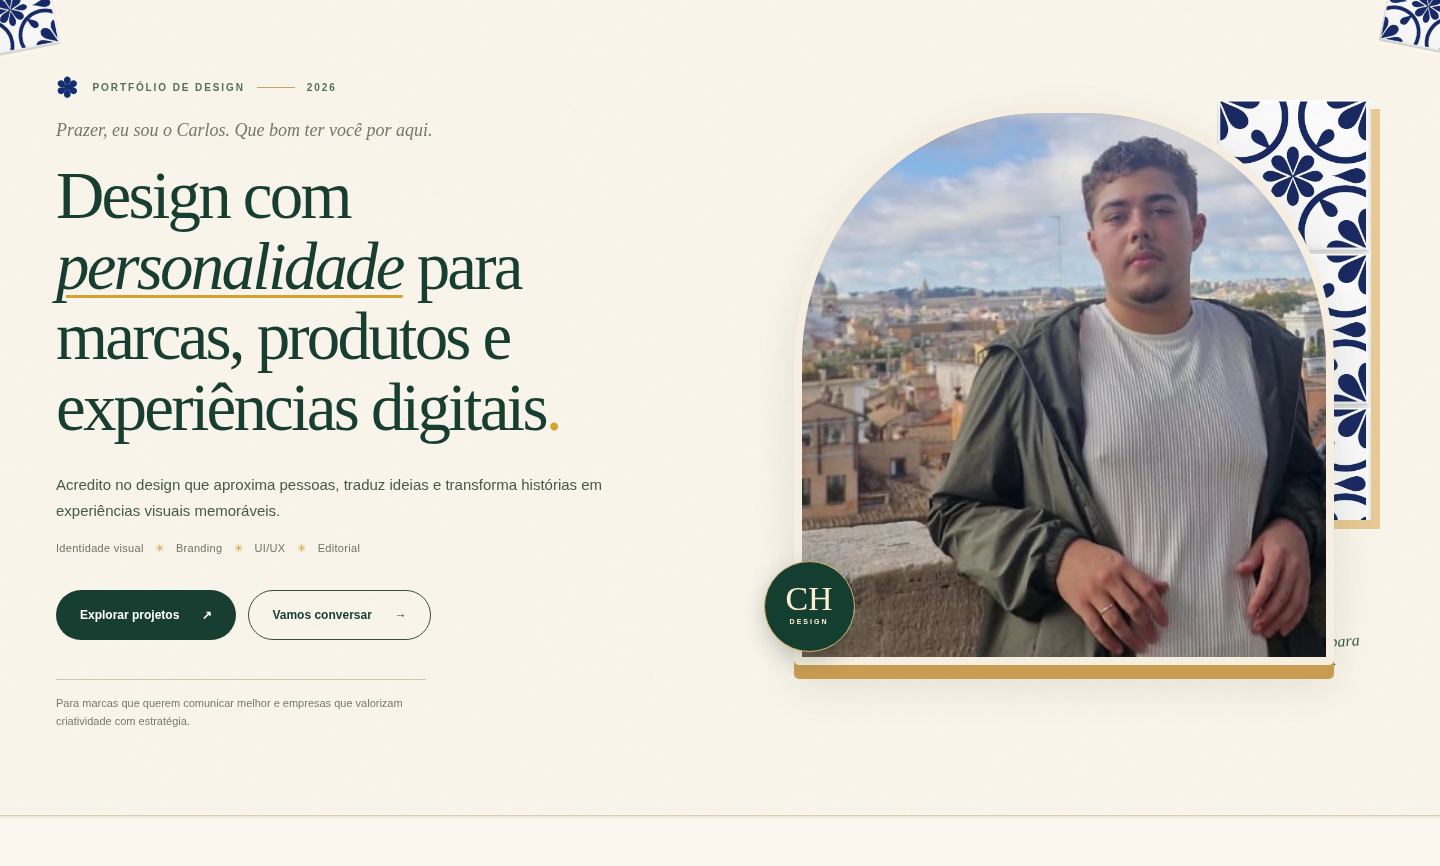 PORTFÓLIO DE DESIGN 2026
Prazer, eu sou o Carlos. Que bom ter você por aqui.
Design com
personalidade para
marcas, produtos e
experiências digitais.
Acredito no design que aproxima pessoas, traduz ideias e transforma histórias em
experiências visuais memoráveis.
Identidade visual ✳ Branding ✳ UI/UX ✳ Editorial
Explorar projetos ↗
Vamos conversar →
Para marcas que querem comunicar melhor e empresas que valorizam
criatividade com estratégia.
CH
DESIGN
para